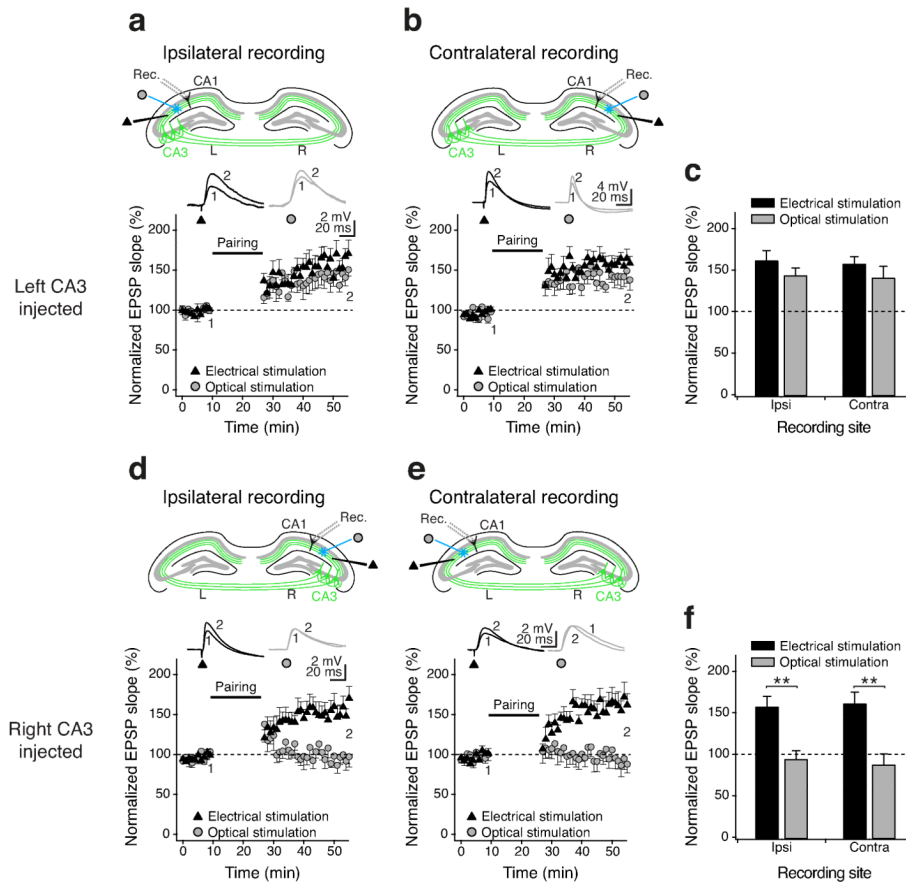 a
Ipsilateral recording
Rec.
CA1
CA3
L
R
2
1
2
1
2 mV
20 ms
Normalized EPSP slope (%)
200
150
100
50
0
Pairing
1
2
Electrical stimulation
Optical stimulation
0 10 20 30 40 50
Time (min)
b
Contralateral recording
CA1
Rec.
CA3
L
R
2
1
2
1
4 mV
20 ms
Normalized EPSP slope (%)
200
150
100
50
0
Pairing
1
2
Electrical stimulation
Optical stimulation
0 10 20 30 40 50
Time (min)
c
Electrical stimulation
Optical stimulation
Normalized EPSP slope (%)
200
150
100
50
0
Ipsi Contra
Recording site
Left CA3
injected
d
Ipsilateral recording
CA1
Rec.
L
R
CA3
2
1
2
1
2 mV
20 ms
Normalized EPSP slope (%)
200
150
100
50
0
Pairing
1
2
Electrical stimulation
Optical stimulation
0 10 20 30 40 50
Time (min)
e
Contralateral recording
Rec.
CA1
L
R
CA3
2
1
2 mV
20 ms
1
2
Normalized EPSP slope (%)
200
150
100
50
0
Pairing
1
2
Electrical stimulation
Optical stimulation
0 10 20 30 40 50
Time (min)
f
Electrical stimulation
Optical stimulation
Normalized EPSP slope (%)
200
150
100
50
0
** **
Ipsi Contra
Recording site
Right CA3
injected